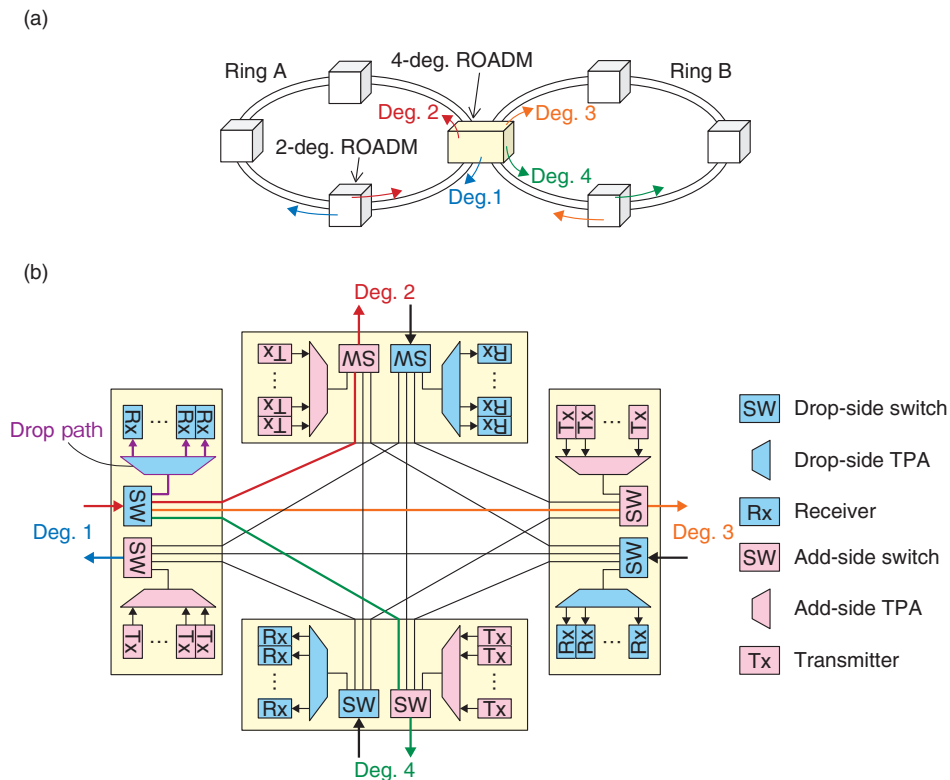 (a)
4-deg. ROADM
Ring A
Ring B
Deg. 2
Deg. 3
2-deg. ROADM
Deg.1
Deg. 4
(b)
Deg. 2
Tx
SW
SW
Rx
...
...
Tx
Tx
Rx
Rx
Rx ... Rx Rx
Drop path
SW
Deg. 1
SW
Tx ... Tx Tx
Tx Tx ... Tx
SW
Deg. 3
SW
Rx Rx ... Rx
Rx
Rx
...
Rx
SW
SW
Tx
Tx
...
Tx
Deg. 4
SW Drop-side switch
Drop-side TPA
Rx Receiver
SW Add-side switch
Add-side TPA
Tx Transmitter